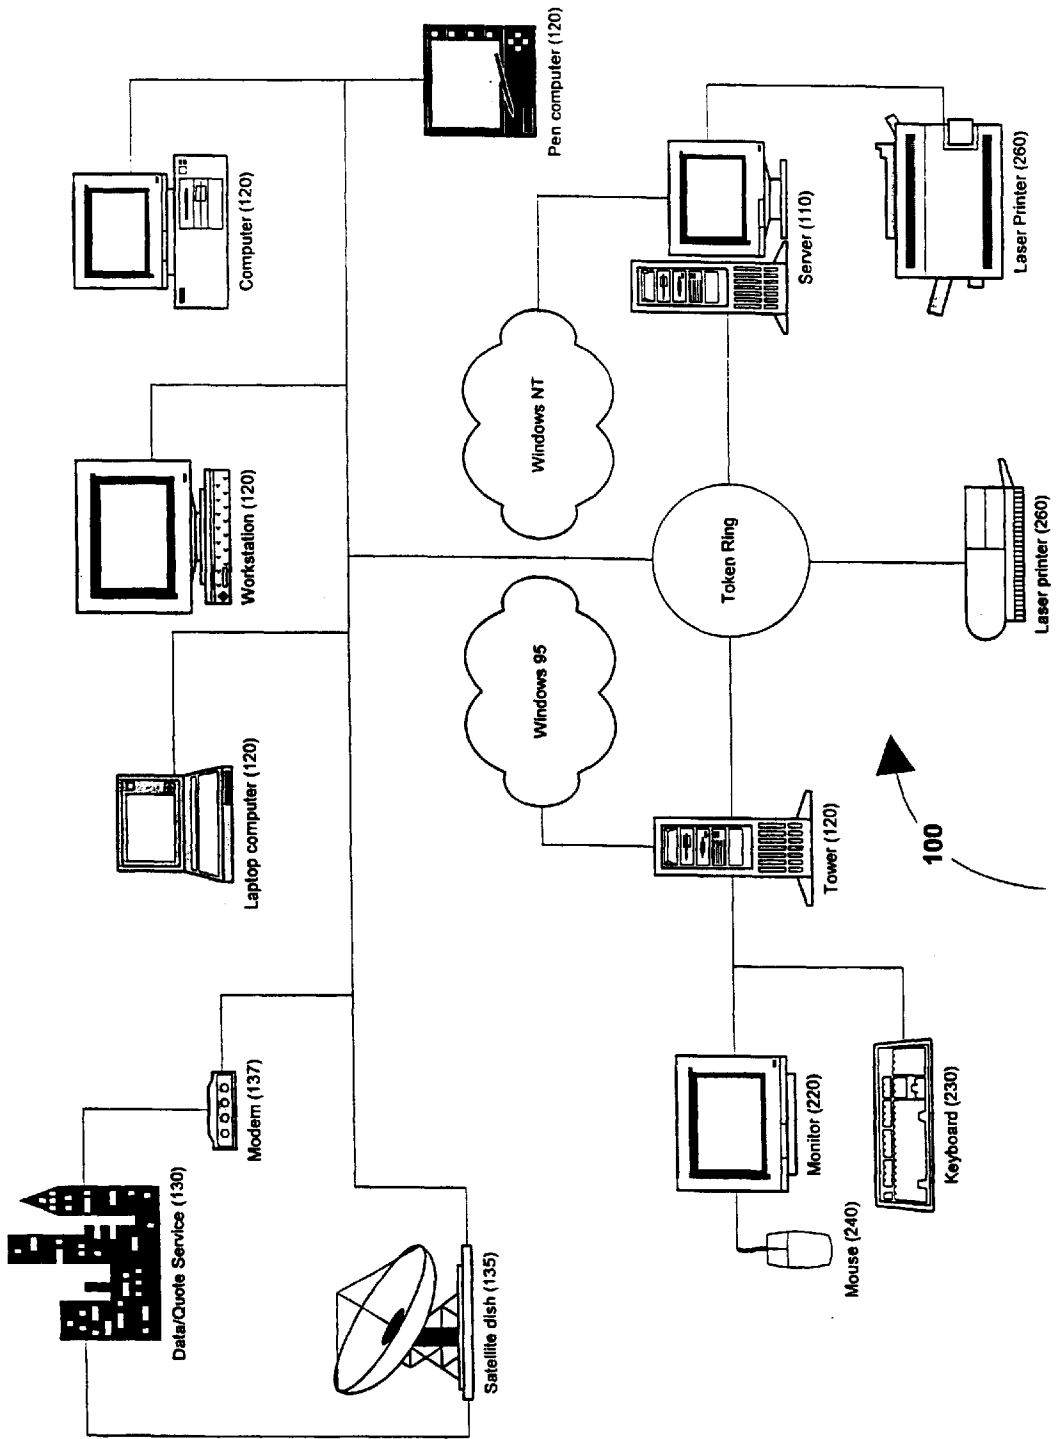 Data/Quote Service (130)
Modem (137)
Laptop computer (120)
Workstation (120)
Computer (120)
Satellite dish (135)
Windows 95
Windows NT
Pen computer (120)
Token Ring
Mouse (240)
Monitor (220)
Tower (120)
Server (110)
Keyboard (230)
100
Laser printer (260)
Laser Printer (260)